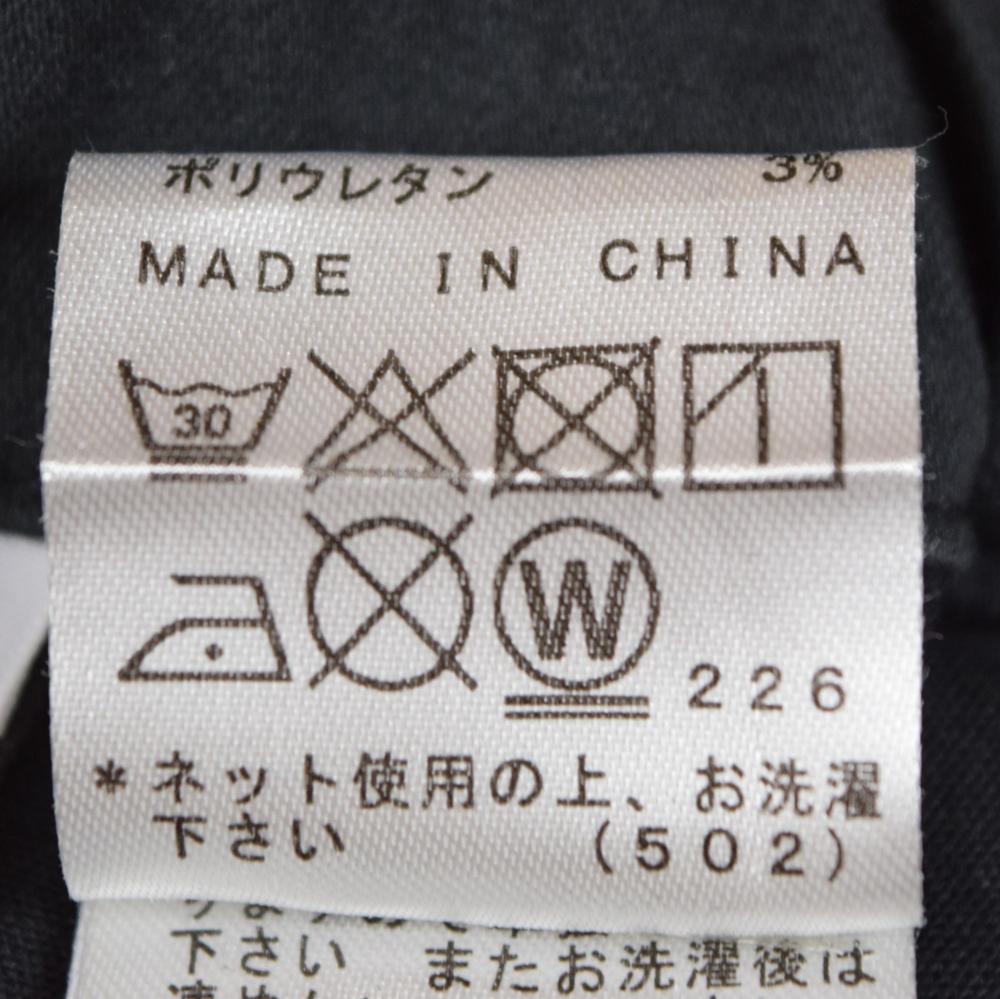 ポリウレタン 3%
MADE IN CHINA
30
W
226
*ネット使用の上、お洗濯
下さい (502)
下さい またお洗濯後は